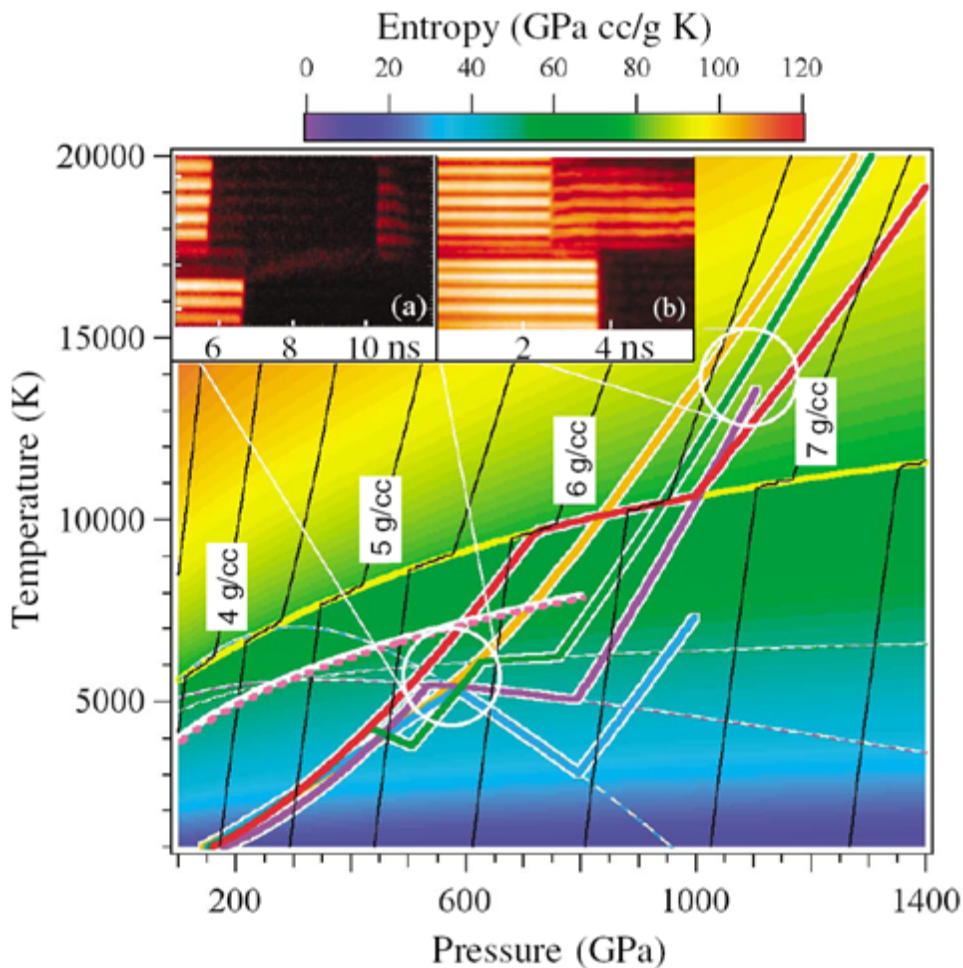 Entropy (GPa cc/g K)
0 20 40 60 80 100 120
20000
15000
10000
5000
Temperature (K)
(a)
(b)
6 8 10 ns
2 4 ns
4 g/cc
5 g/cc
6 g/cc
7 g/cc
200 600 1000 1400
Pressure (GPa)